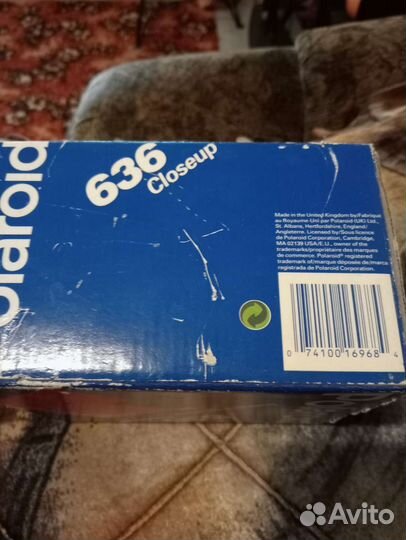 olaroid
636
Closeup
Made in the United Kingdom by/Fabriqué
au Royaume-Uni par Polaroid (UK) Ltd.,
St. Albans, Hertfordshire, England/
Angleterre. Licensed by/Sous licence
de Polaroid Corporation, Cambridge,
MA 02139 USA/E.U., owner of the
trademarks/propriétaire des marques
de commerce. Polaroid® registered
trademark of/marque déposée de/marca
registrada de Polaroid Corporation.
0 74100 16968 4
Avito